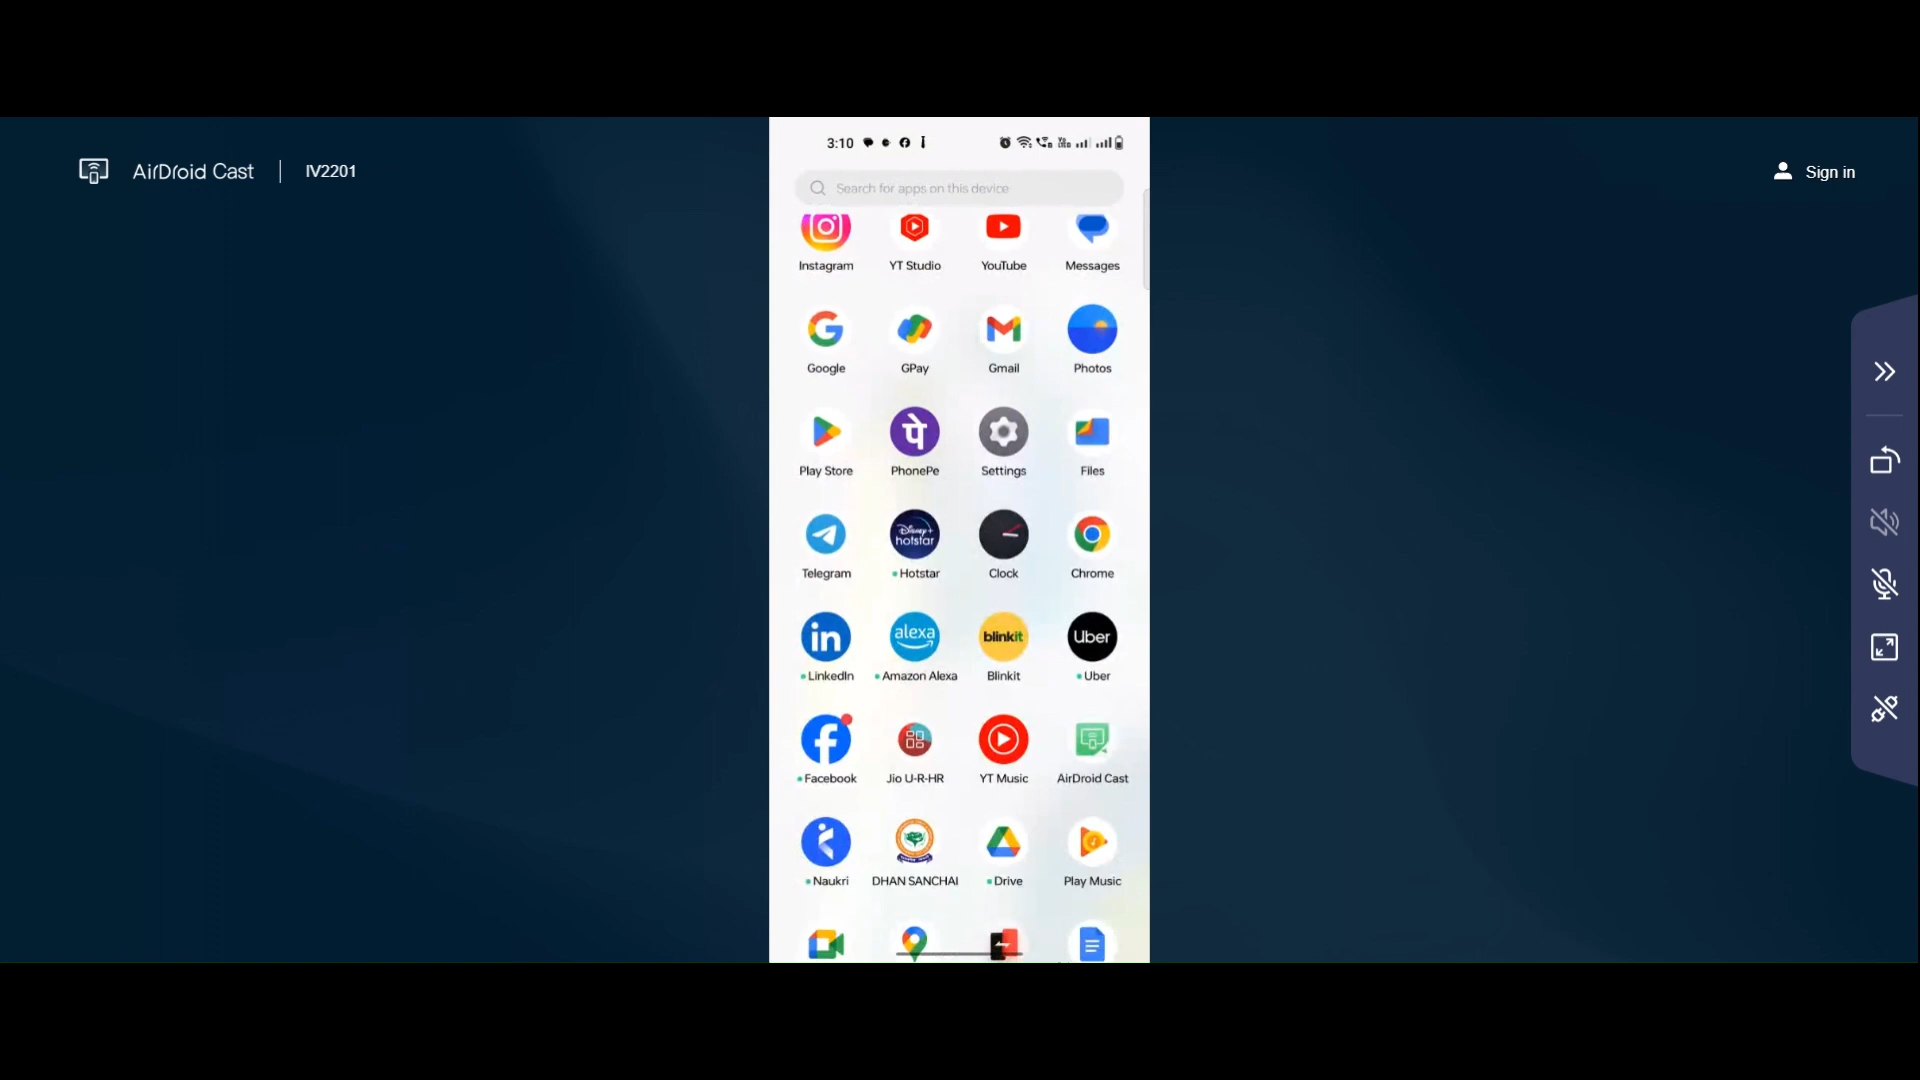 AirDroid Cast
IV2201
Sign in
3:10
Search for apps on this device
Instagram
YT Studio
YouTube
Messages
Google
GPay
Gmail
Photos
पे
Play Store
PhonePe
Settings
Files
Disney+
hotstar
Telegram
Hotstar
Clock
Chrome
in
alexa
blinkit
Uber
LinkedIn
Amazon Alexa
Blinkit
Uber
Facebook
Jio U-R-HR
YT Music
AirDroid Cast
Naukri
DHAN SANCHAI
Drive
Play Music